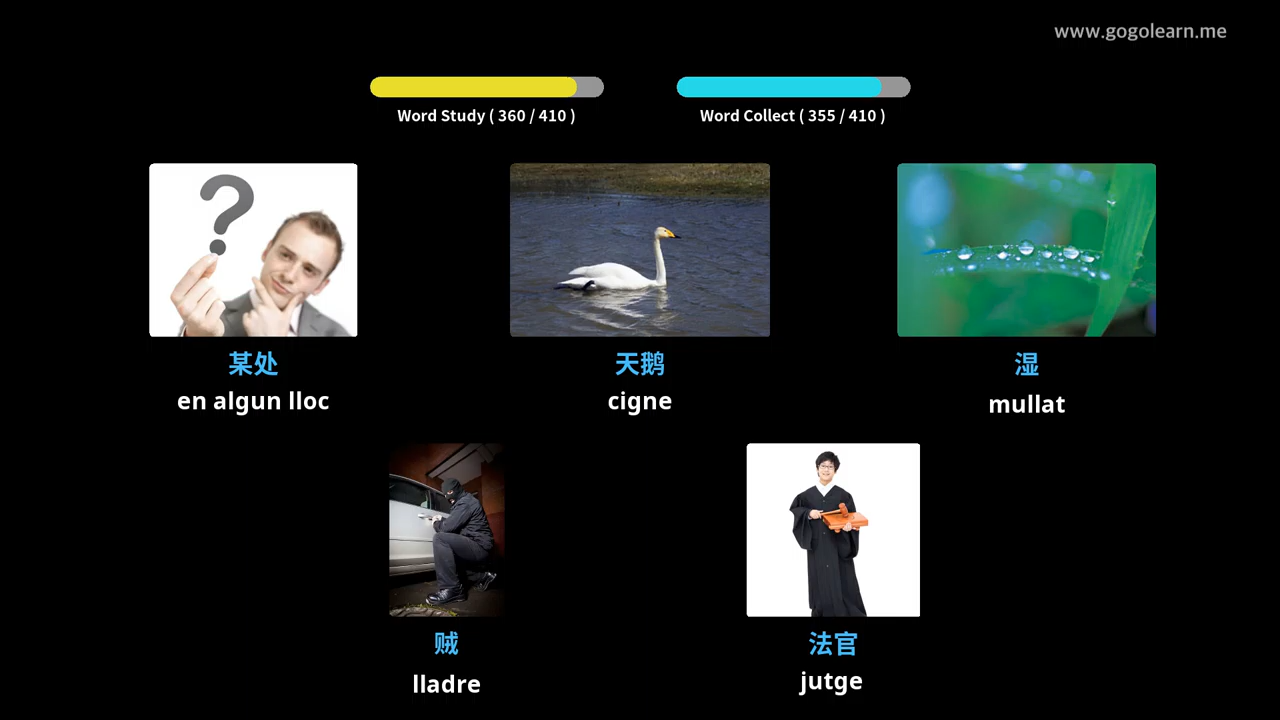 www.gogolearn.me
Word Study ( 360 / 410 )
Word Collect ( 355 / 410 )
某处
en algun lloc
天鹅
cigne
湿
mullat
贼
lladre
法官
jutge